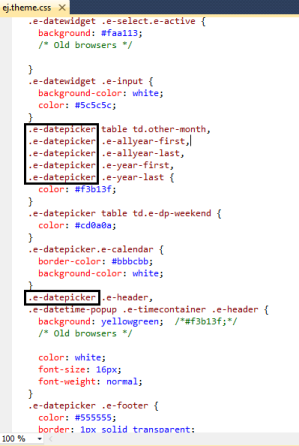 ej.theme.css
.e-datewidget .e-select.e-active {
background: #faa113;
/* Old browsers */
}
.e-datewidget .e-input {
background-color: white;
color: #5c5c5c;
}
.e-datepicker table td.other-month,
.e-datepicker .e-allyear-first,
.e-datepicker .e-allyear-last,
.e-datepicker .e-year-first,
.e-datepicker .e-year-last {
color: #f3b13f;
}
.e-datepicker table td.e-dp-weekend {
color: #cd0a0a;
}
.e-datepicker.e-calendar {
border-color: #bbbcbb;
background-color: white;
}
.e-datepicker .e-header,
.e-datetime-popup .e-timecontainer .e-header {
background: yellowgreen; /*#f3b13f;*/
/* Old browsers */
color: white;
font-size: 16px;
font-weight: normal;
}
.e-datepicker .e-footer {
color: #555555;
border: 1px solid transparent;
100 %